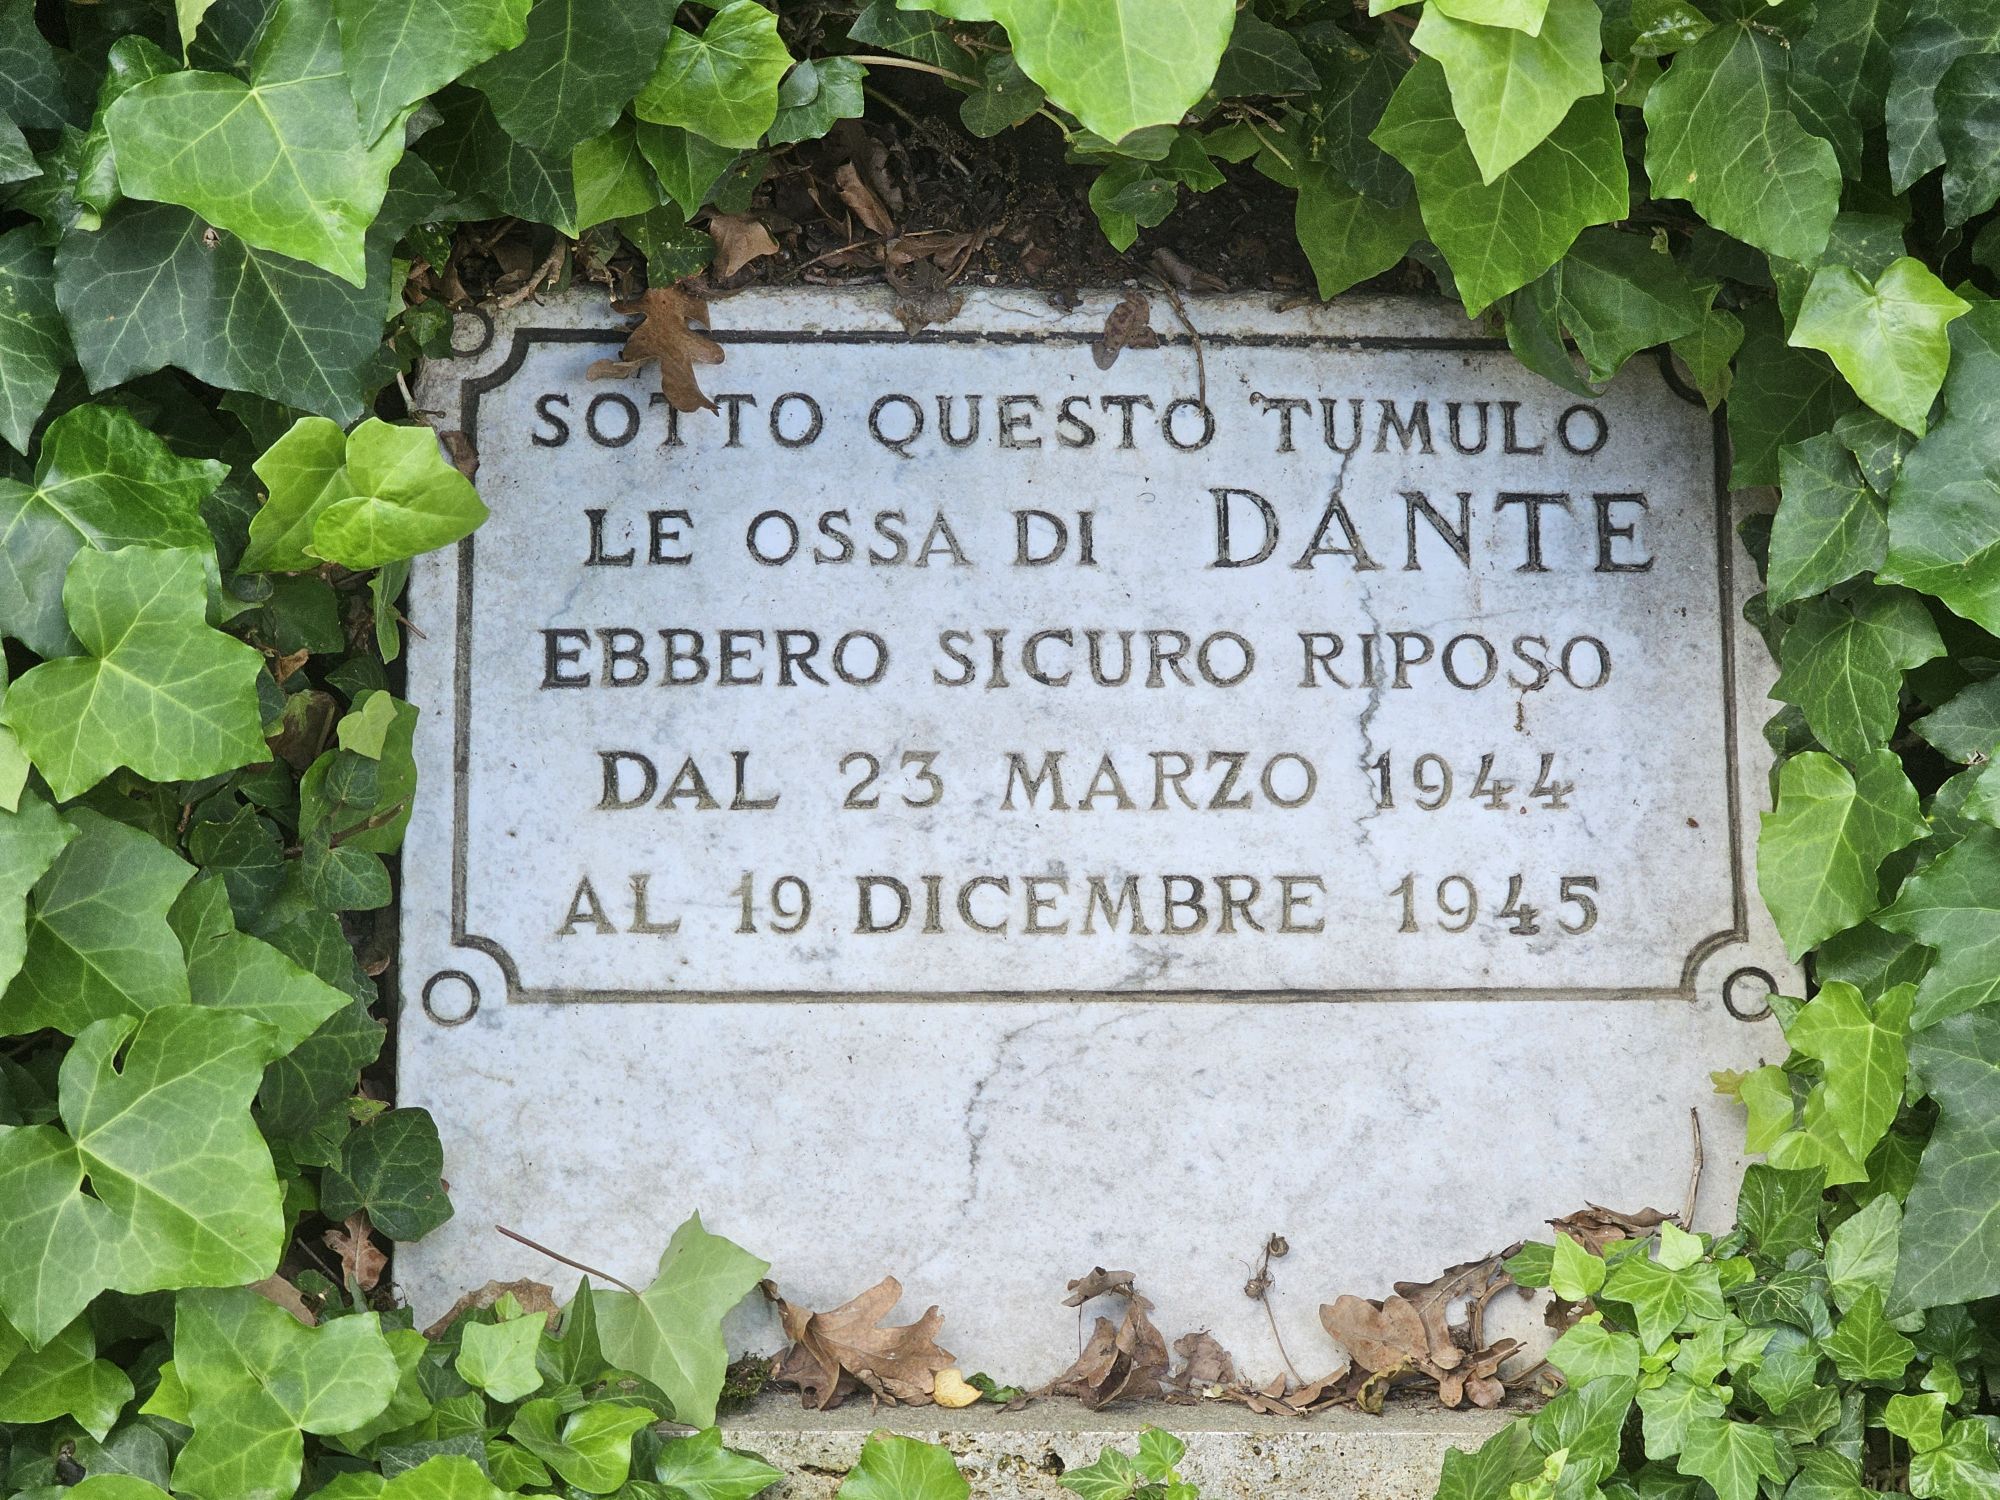 SOTTO QUESTO TUMULO
LE OSSA DI DANTE
EBBERO SICURO RIPOSO
DAL 23 MARZO 1944
AL 19 DICEMBRE 1945